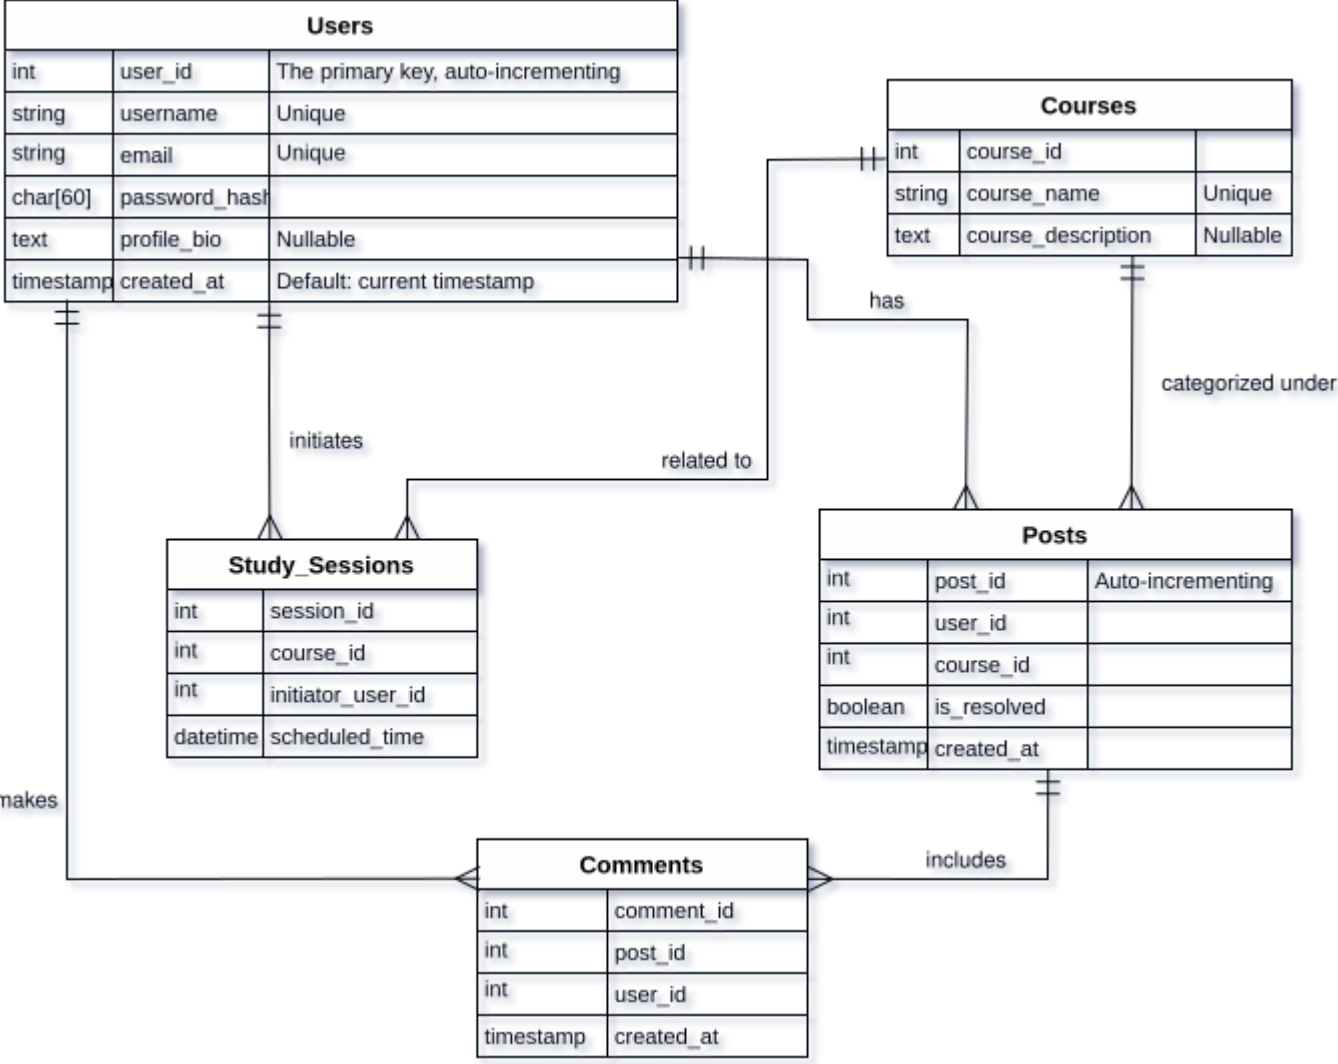 Users
int user_id The primary key, auto-incrementing
string username Unique
string email Unique
char[60] password_hash
text profile_bio Nullable
timestamp created_at Default: current timestamp
Courses
int course_id
string course_name Unique
text course_description Nullable
has
categorized under
initiates
related to
Study_Sessions
int session_id
int course_id
int initiator_user_id
datetime scheduled_time
Posts
int post_id Auto-incrementing
int user_id
int course_id
boolean is_resolved
timestamp created_at
makes
includes
Comments
int comment_id
int post_id
int user_id
timestamp created_at